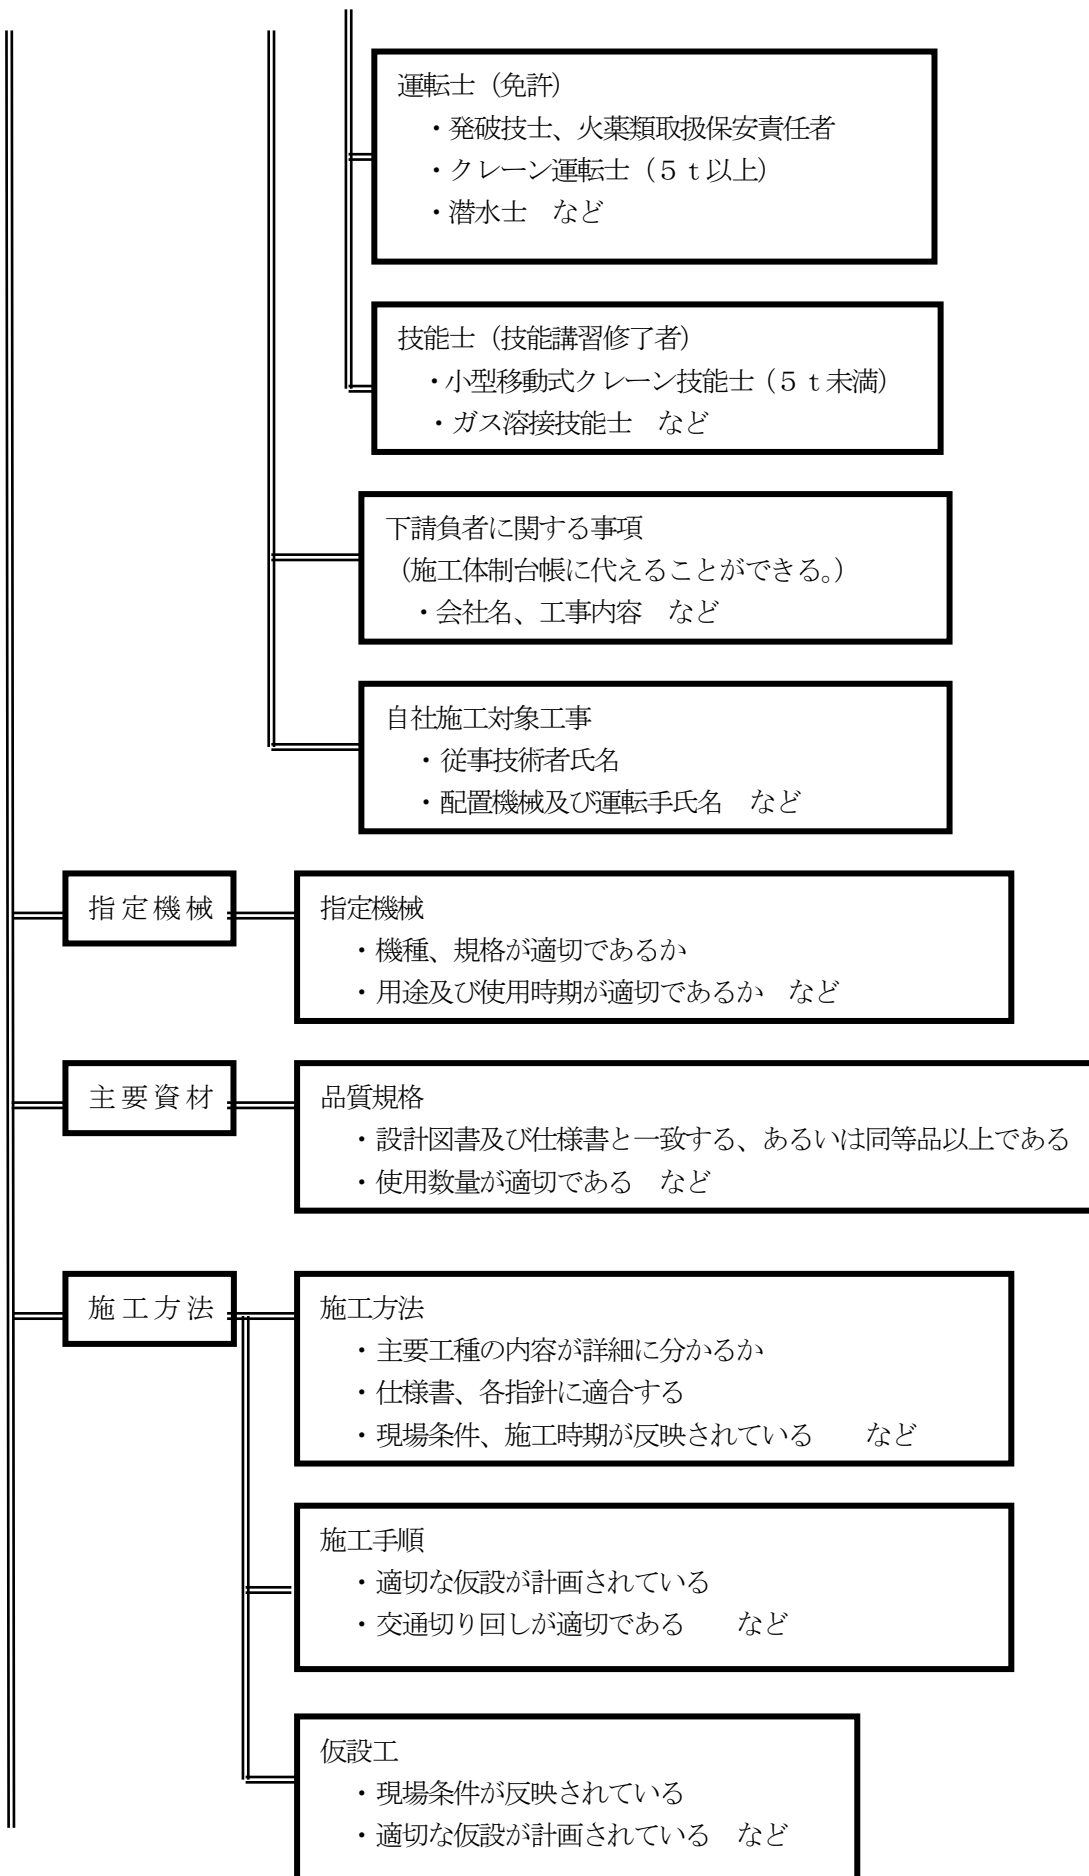 運転士（免許）
・発破技士、火薬類取扱保安責任者
・クレーン運転士（５ｔ以上）
・潜水士　など
技能士（技能講習修了者）
・小型移動式クレーン技能士（５ｔ未満）
・ガス溶接技能士　など
下請負者に関する事項
（施工体制台帳に代えることができる。）
・会社名、工事内容　など
自社施工対象工事
・従事技術者氏名
・配置機械及び運転手氏名　など
指定機械
指定機械
・機種、規格が適切であるか
・用途及び使用時期が適切であるか　など
主要資材
品質規格
・設計図書及び仕様書と一致する、あるいは同等品以上である
・使用数量が適切である　など
施工方法
施工方法
・主要工種の内容が詳細に分かるか
・仕様書、各指針に適合する
・現場条件、施工時期が反映されている　　など
施工手順
・適切な仮設が計画されている
・交通切り回しが適切である　　など
仮設工
・現場条件が反映されている
・適切な仮設が計画されている　など